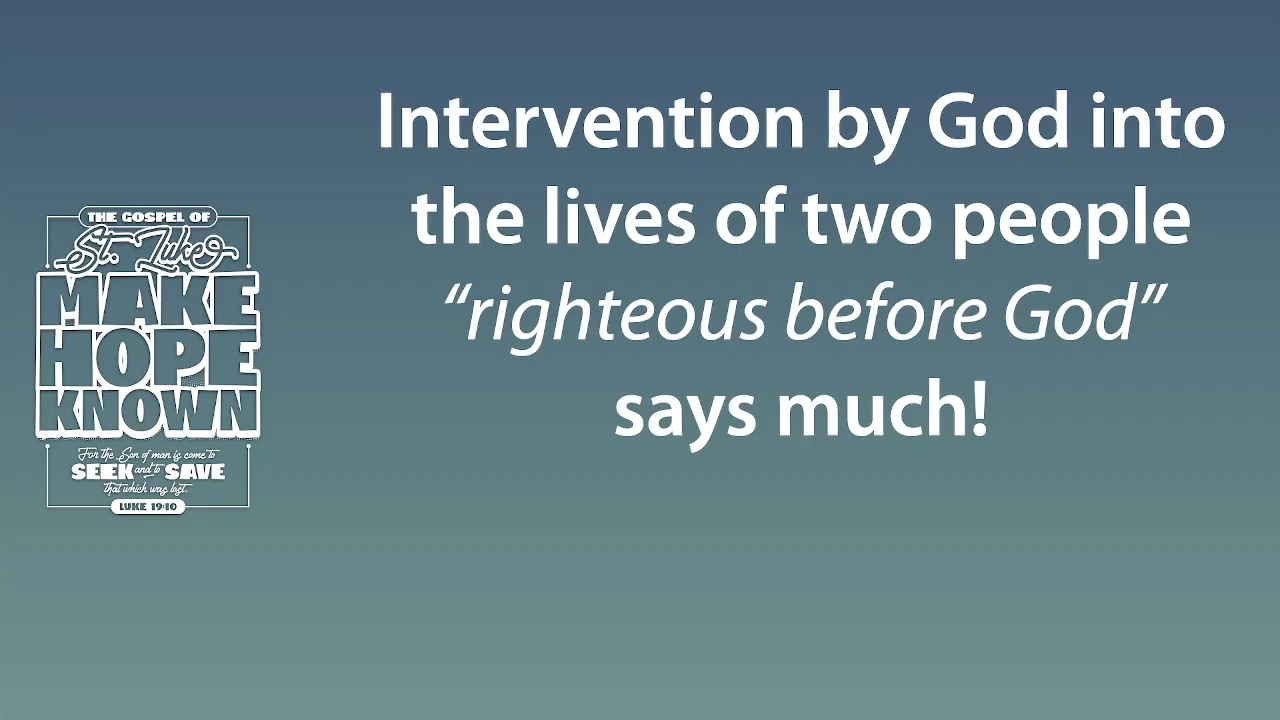 Intervention by God into
the lives of two people
“righteous before God”
says much!
THE GOSPEL OF
St. Luke
MAKE
HOPE
KNOWN
For the Son of man is come to
SEEK and to SAVE
that which was lost.
LUKE 19:10